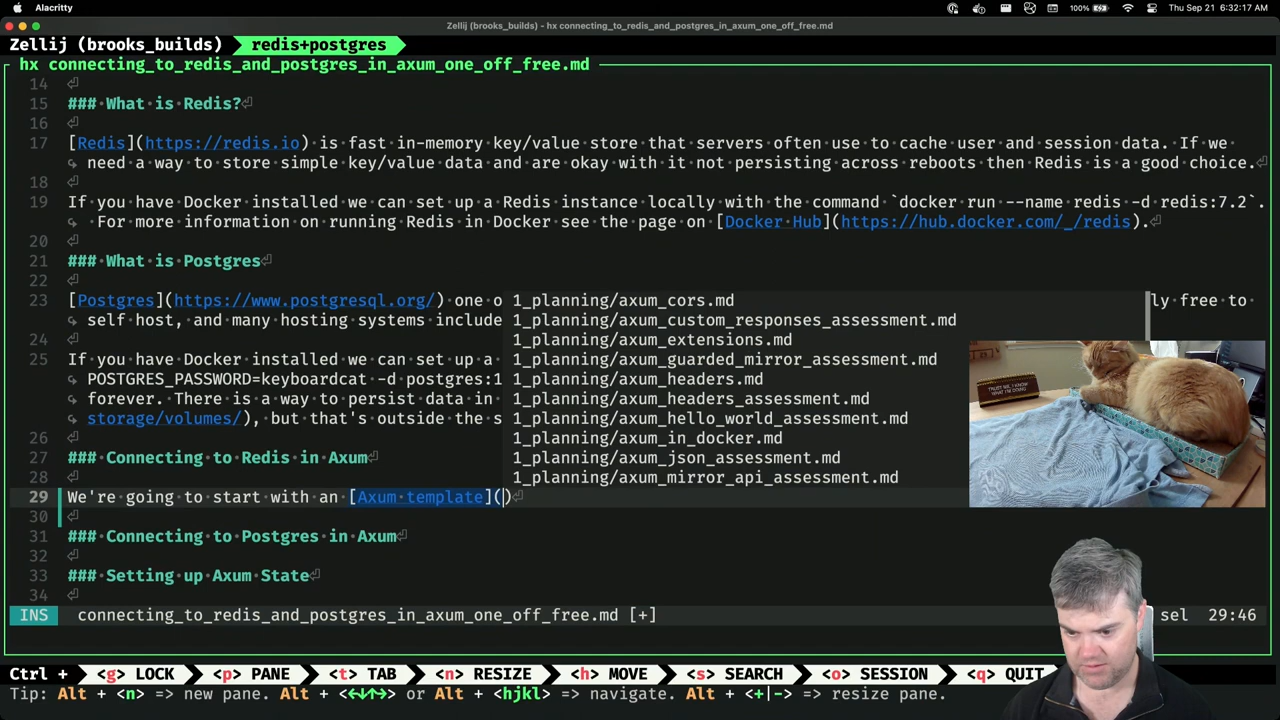 Alacritty
100%
Thu Sep 21 6:32:17 AM
Zellij (brooks_builds) - hx connecting_to_redis_and_postgres_in_axum_one_off_free.md
Zellij (brooks_builds) redis+postgres
hx connecting_to_redis_and_postgres_in_axum_one_off_free.md
14 ⏎
15 ###·What·is·Redis?⏎
16 ⏎
17 [Redis](https://redis.io)·is·fast·in-memory·key/value·store·that·servers·often·use·to·cache·user·and·session·data.·If·we
↪ need·a·way·to·store·simple·key/value·data·and·are·okay·with·it·not·persisting·across·reboots·then·Redis·is·a·good·choice.⏎
18 ⏎
19 If·you·have·Docker·installed·we·can·set·up·a·Redis·instance·locally·with·the·command·`docker·run·--name·redis·-d·redis:7.2`.
↪ ·For·more·information·on·running·Redis·in·Docker·see·the·page·on·[Docker·Hub](https://hub.docker.com/_/redis).⏎
20 ⏎
21 ###·What·is·Postgres⏎
22 ⏎
23 [Postgres](https://www.postgresql.org/)·one·o 1_planning/axum_cors.md ly·free·to
↪ self·host,·and·many·hosting·systems·include 1_planning/axum_custom_responses_assessment.md
24 ⏎ 1_planning/axum_extensions.md
25 If·you·have·Docker·installed·we·can·set·up·a· 1_planning/axum_guarded_mirror_assessment.md
↪ POSTGRES_PASSWORD=keyboardcat·-d·postgres:1 1_planning/axum_headers.md
↪ forever.·There·is·a·way·to·persist·data·in· 1_planning/axum_headers_assessment.md
↪ storage/volumes/),·but·that's·outside·the·s 1_planning/axum_hello_world_assessment.md
26 ⏎ 1_planning/axum_in_docker.md
27 ###·Connecting·to·Redis·in·Axum⏎ 1_planning/axum_json_assessment.md
28 ⏎ 1_planning/axum_mirror_api_assessment.md
29 We're·going·to·start·with·an·[Axum·template]()⏎
30 ⏎
31 ###·Connecting·to·Postgres·in·Axum⏎
32 ⏎
33 ###·Setting·up·Axum·State⏎
34 ⏎
TRUST ME, I KNOW
WHAT I'M DOING
INS connecting_to_redis_and_postgres_in_axum_one_off_free.md [+] sel 29:46
Ctrl + <g> LOCK <p> PANE <t> TAB <n> RESIZE <h> MOVE <s> SEARCH <o> SESSION <q> QUIT
Tip: Alt + <n> => new pane. Alt + <←↓↑→> or Alt + <hjkl> => navigate. Alt + <+|-> => resize pane.